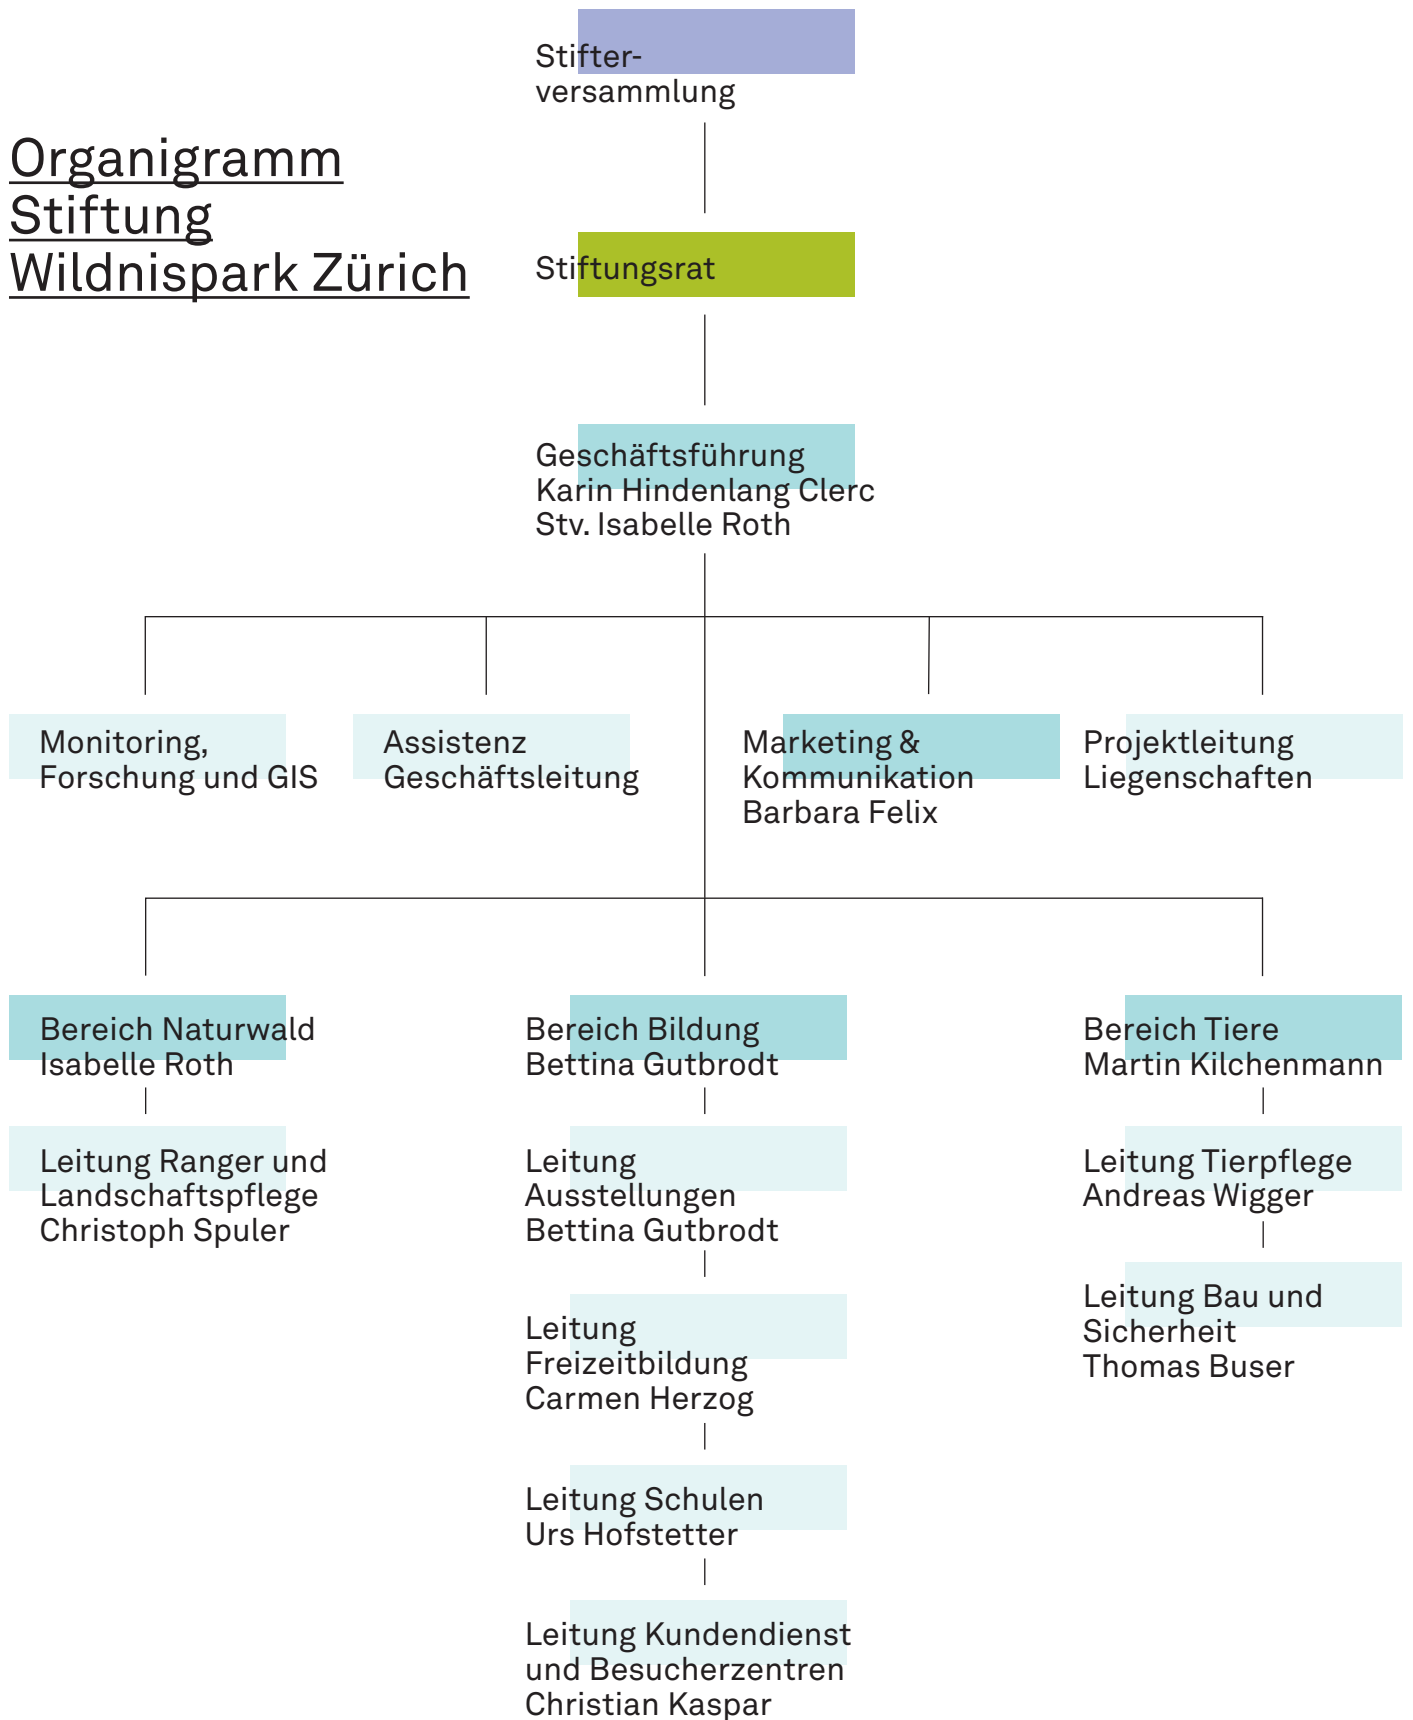 Stifter-
versammlung
Organigramm
Stiftung
Wildnispark Zürich
Stiftungsrat
Geschäftsführung
Karin Hindenlang Clerc
Stv. Isabelle Roth
Monitoring,
Forschung und GIS
Assistenz
Geschäftsleitung
Marketing &
Kommunikation
Barbara Felix
Projektleitung
Liegenschaften
Bereich Naturwald
Isabelle Roth
Leitung Ranger und
Landschaftspflege
Christoph Spuler
Bereich Bildung
Bettina Gutbrodt
Leitung
Ausstellungen
Bettina Gutbrodt
Leitung
Freizeitbildung
Carmen Herzog
Leitung Schulen
Urs Hofstetter
Leitung Kundendienst
und Besucherzentren
Christian Kaspar
Bereich Tiere
Martin Kilchenmann
Leitung Tierpflege
Andreas Wigger
Leitung Bau und
Sicherheit
Thomas Buser